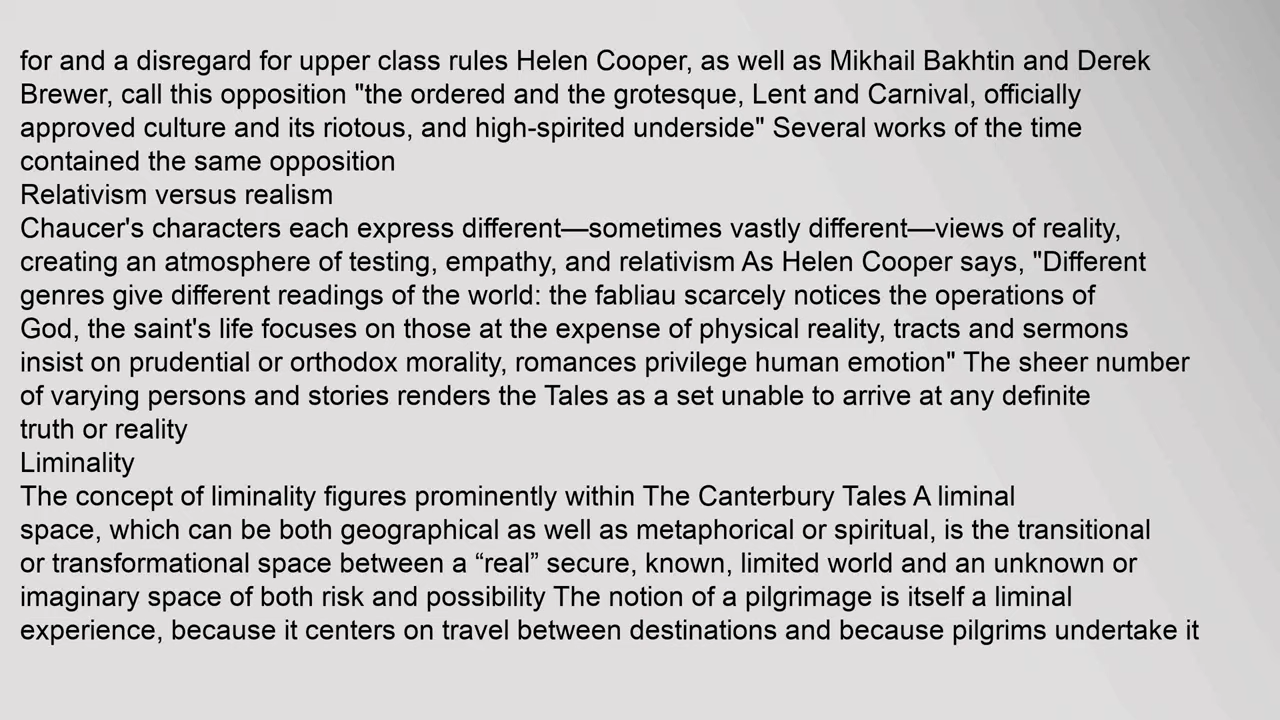 for and a disregard for upper class rules Helen Cooper, as well as Mikhail Bakhtin and Derek
Brewer, call this opposition "the ordered and the grotesque, Lent and Carnival, officially
approved culture and its riotous, and high-spirited underside" Several works of the time
contained the same opposition
Relativism versus realism
Chaucer's characters each express different—sometimes vastly different—views of reality,
creating an atmosphere of testing, empathy, and relativism As Helen Cooper says, "Different
genres give different readings of the world: the fabliau scarcely notices the operations of
God, the saint's life focuses on those at the expense of physical reality, tracts and sermons
insist on prudential or orthodox morality, romances privilege human emotion" The sheer number
of varying persons and stories renders the Tales as a set unable to arrive at any definite
truth or reality
Liminality
The concept of liminality figures prominently within The Canterbury Tales A liminal
space, which can be both geographical as well as metaphorical or spiritual, is the transitional
or transformational space between a “real” secure, known, limited world and an unknown or
imaginary space of both risk and possibility The notion of a pilgrimage is itself a liminal
experience, because it centers on travel between destinations and because pilgrims undertake it